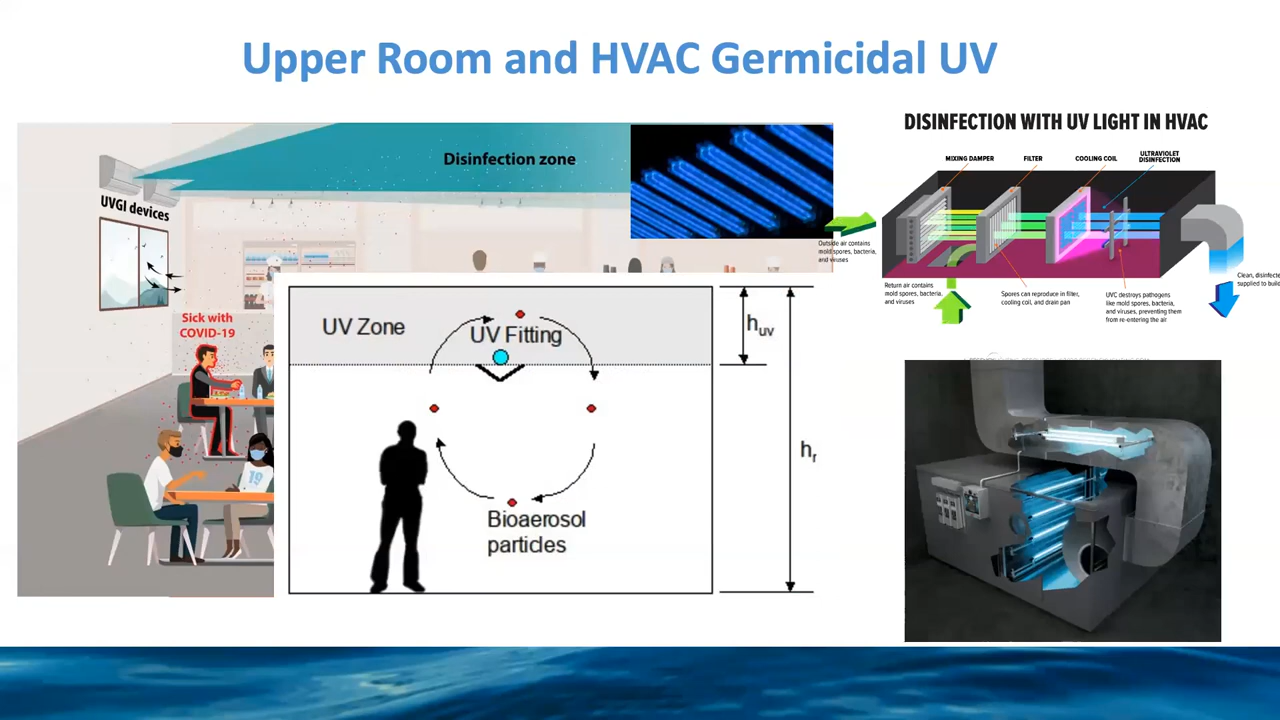 Upper Room and HVAC Germicidal UV
Disinfection zone
UVGI devices
Sick with
COVID-19
19
UV Zone
UV Fitting
Bioaerosol
particles
huv
hr
DISINFECTION WITH UV LIGHT IN HVAC
MIXING DAMPER
FILTER
COOLING COIL
ULTRAVIOLET
DISINFECTION
Outside air contains
mold spores, bacteria,
and viruses
Return air contains
mold spores, bacteria,
and viruses
Spores can reproduce in filter,
cooling coil, and drain pan
UVC destroys pathogens
like mold spores, bacteria,
and viruses, preventing them
from re-entering the air
Clean, disinfecte
supplied to build